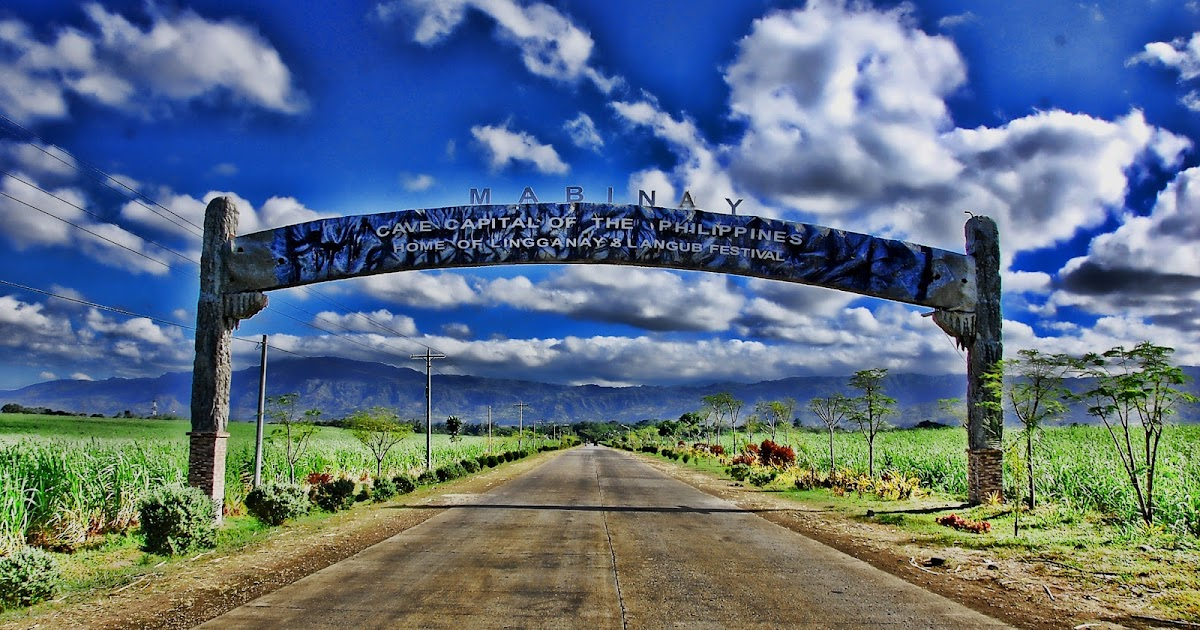 MABINAY
CAVE CAPITAL OF THE PHILIPPINES
HOME OF LINGGANAY & LANGUB FESTIVAL